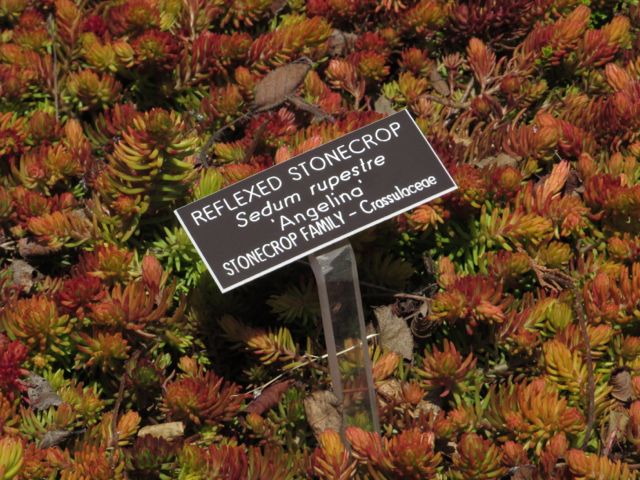 REFLEXED STONECROP
Sedum rupestre
'Angelina'
STONECROP FAMILY - Crassulaceae